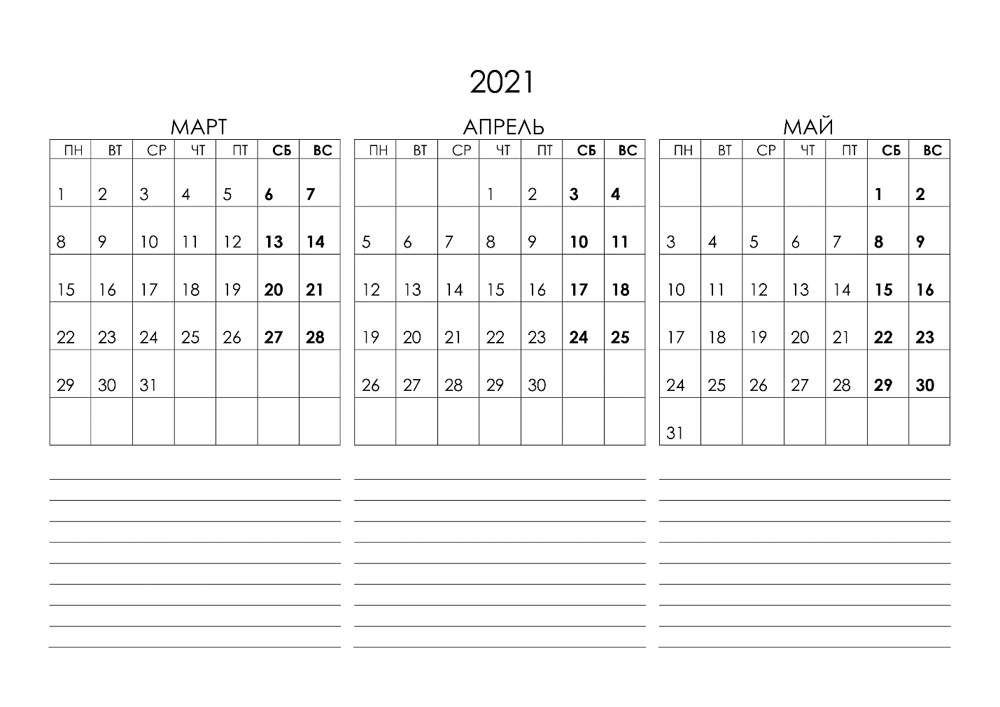 2021
МАРТ АПРЕЛЬ МАЙ
ПН ВТ СР ЧТ ПТ СБ ВС ПН ВТ СР ЧТ ПТ СБ ВС ПН ВТ СР ЧТ ПТ СБ ВС
1 2 3 4 5 6 7 1 2 3 4 1 2
8 9 10 11 12 13 14 5 6 7 8 9 10 11 3 4 5 6 7 8 9
15 16 17 18 19 20 21 12 13 14 15 16 17 18 10 11 12 13 14 15 16
22 23 24 25 26 27 28 19 20 21 22 23 24 25 17 18 19 20 21 22 23
29 30 31 26 27 28 29 30 24 25 26 27 28 29 30
31